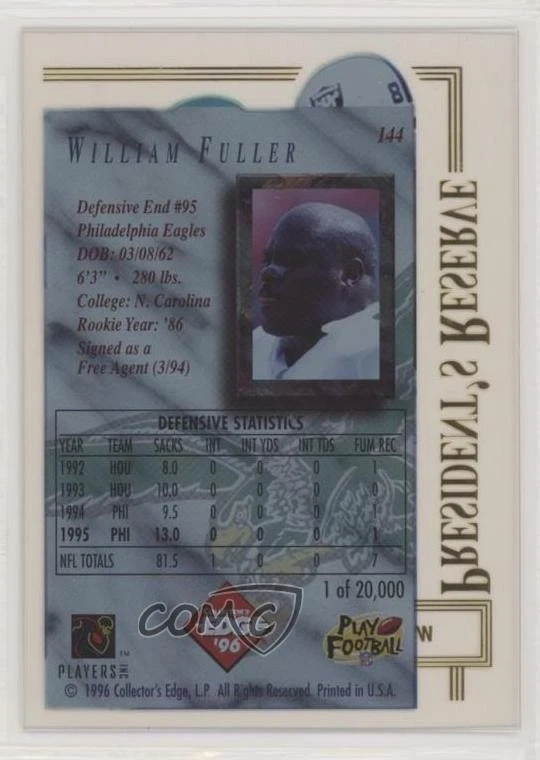 144
WILLIAM FULLER
Defensive End #95
Philadelphia Eagles
DOB: 03/08/62
6'3" • 280 lbs.
College: N. Carolina
Rookie Year: '86
Signed as a
Free Agent (3/94)
PRESIDENT'S RESERVE
DEFENSIVE STATISTICS
YEAR TEAM SACKS INT INT YDS INT TDS FUM REC
1992 HOU 8.0 0 0 0 1
1993 HOU 10.0 0 0 0 0
1994 PHI 9.5 0 0 0 1
1995 PHI 13.0 0 0 0 1
NFL TOTALS 81.5 1 0 0 7
1 of 20,000
COMC
COLLECTOR'S
EDGE
'96
PLAY
FOOTBALL
PLAYERS INC
™
© 1996 Collector's Edge, L.P. All Rights Reserved. Printed in U.S.A.